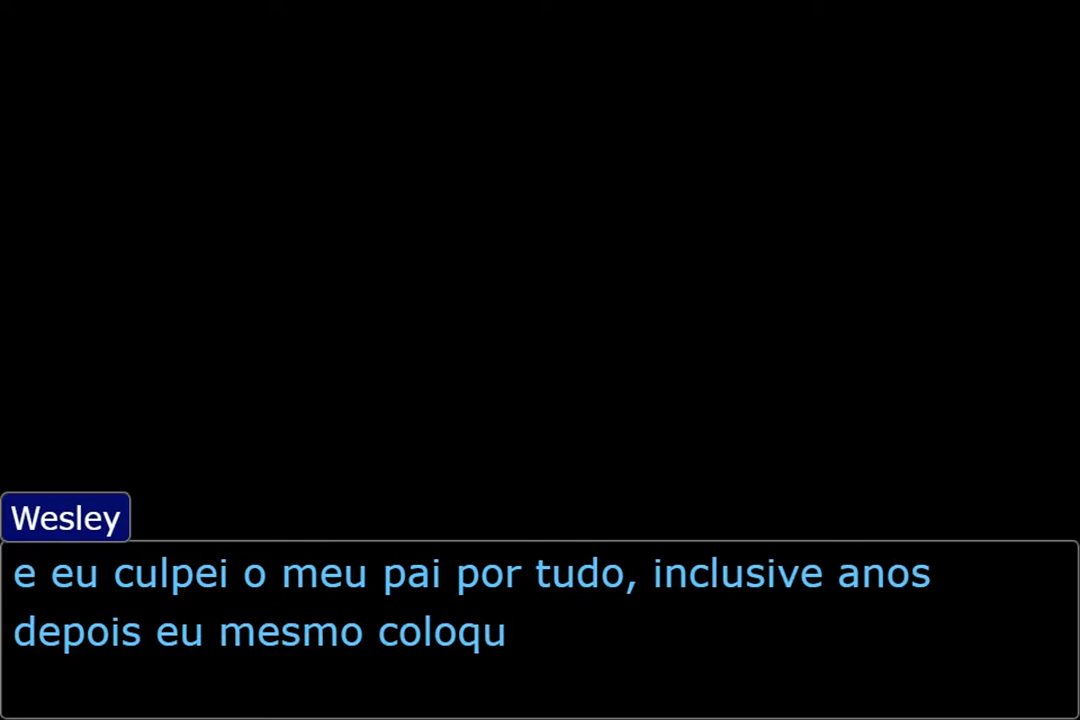 Wesley
e eu culpei o meu pai por tudo, inclusive anos
depois eu mesmo coloqu